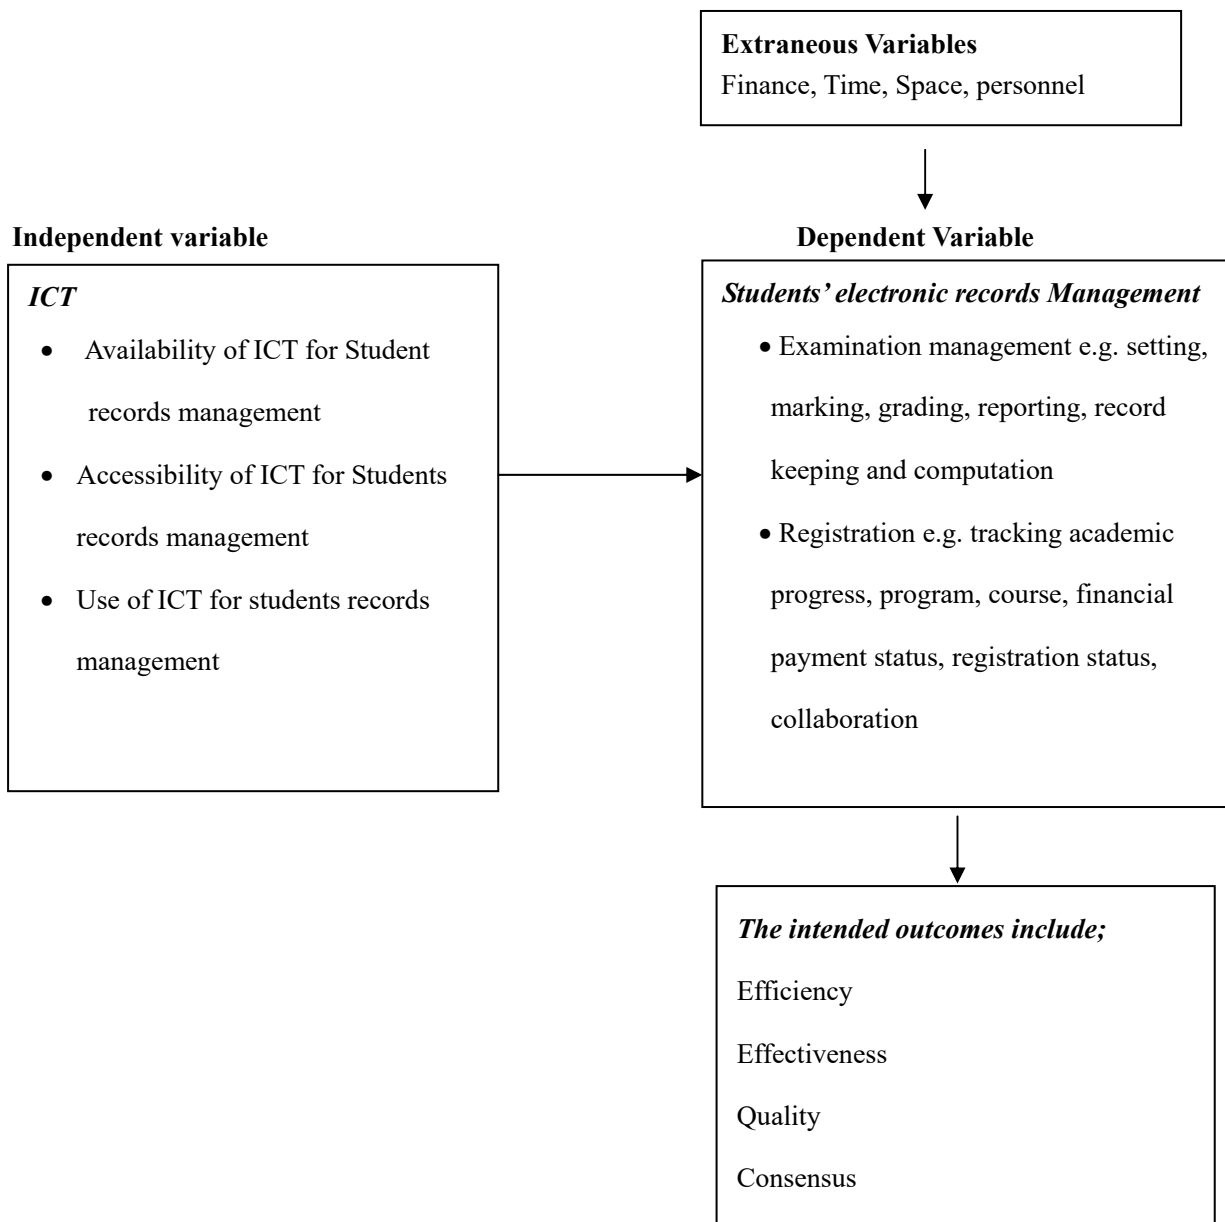 Extraneous Variables
Finance, Time, Space, personnel
Independent variable
ICT
• Availability of ICT for Student
records management
• Accessibility of ICT for Students
records management
• Use of ICT for students records
management
Dependent Variable
Students’ electronic records Management
• Examination management e.g. setting,
marking, grading, reporting, record
keeping and computation
• Registration e.g. tracking academic
progress, program, course, financial
payment status, registration status,
collaboration
The intended outcomes include;
Efficiency
Effectiveness
Quality
Consensus